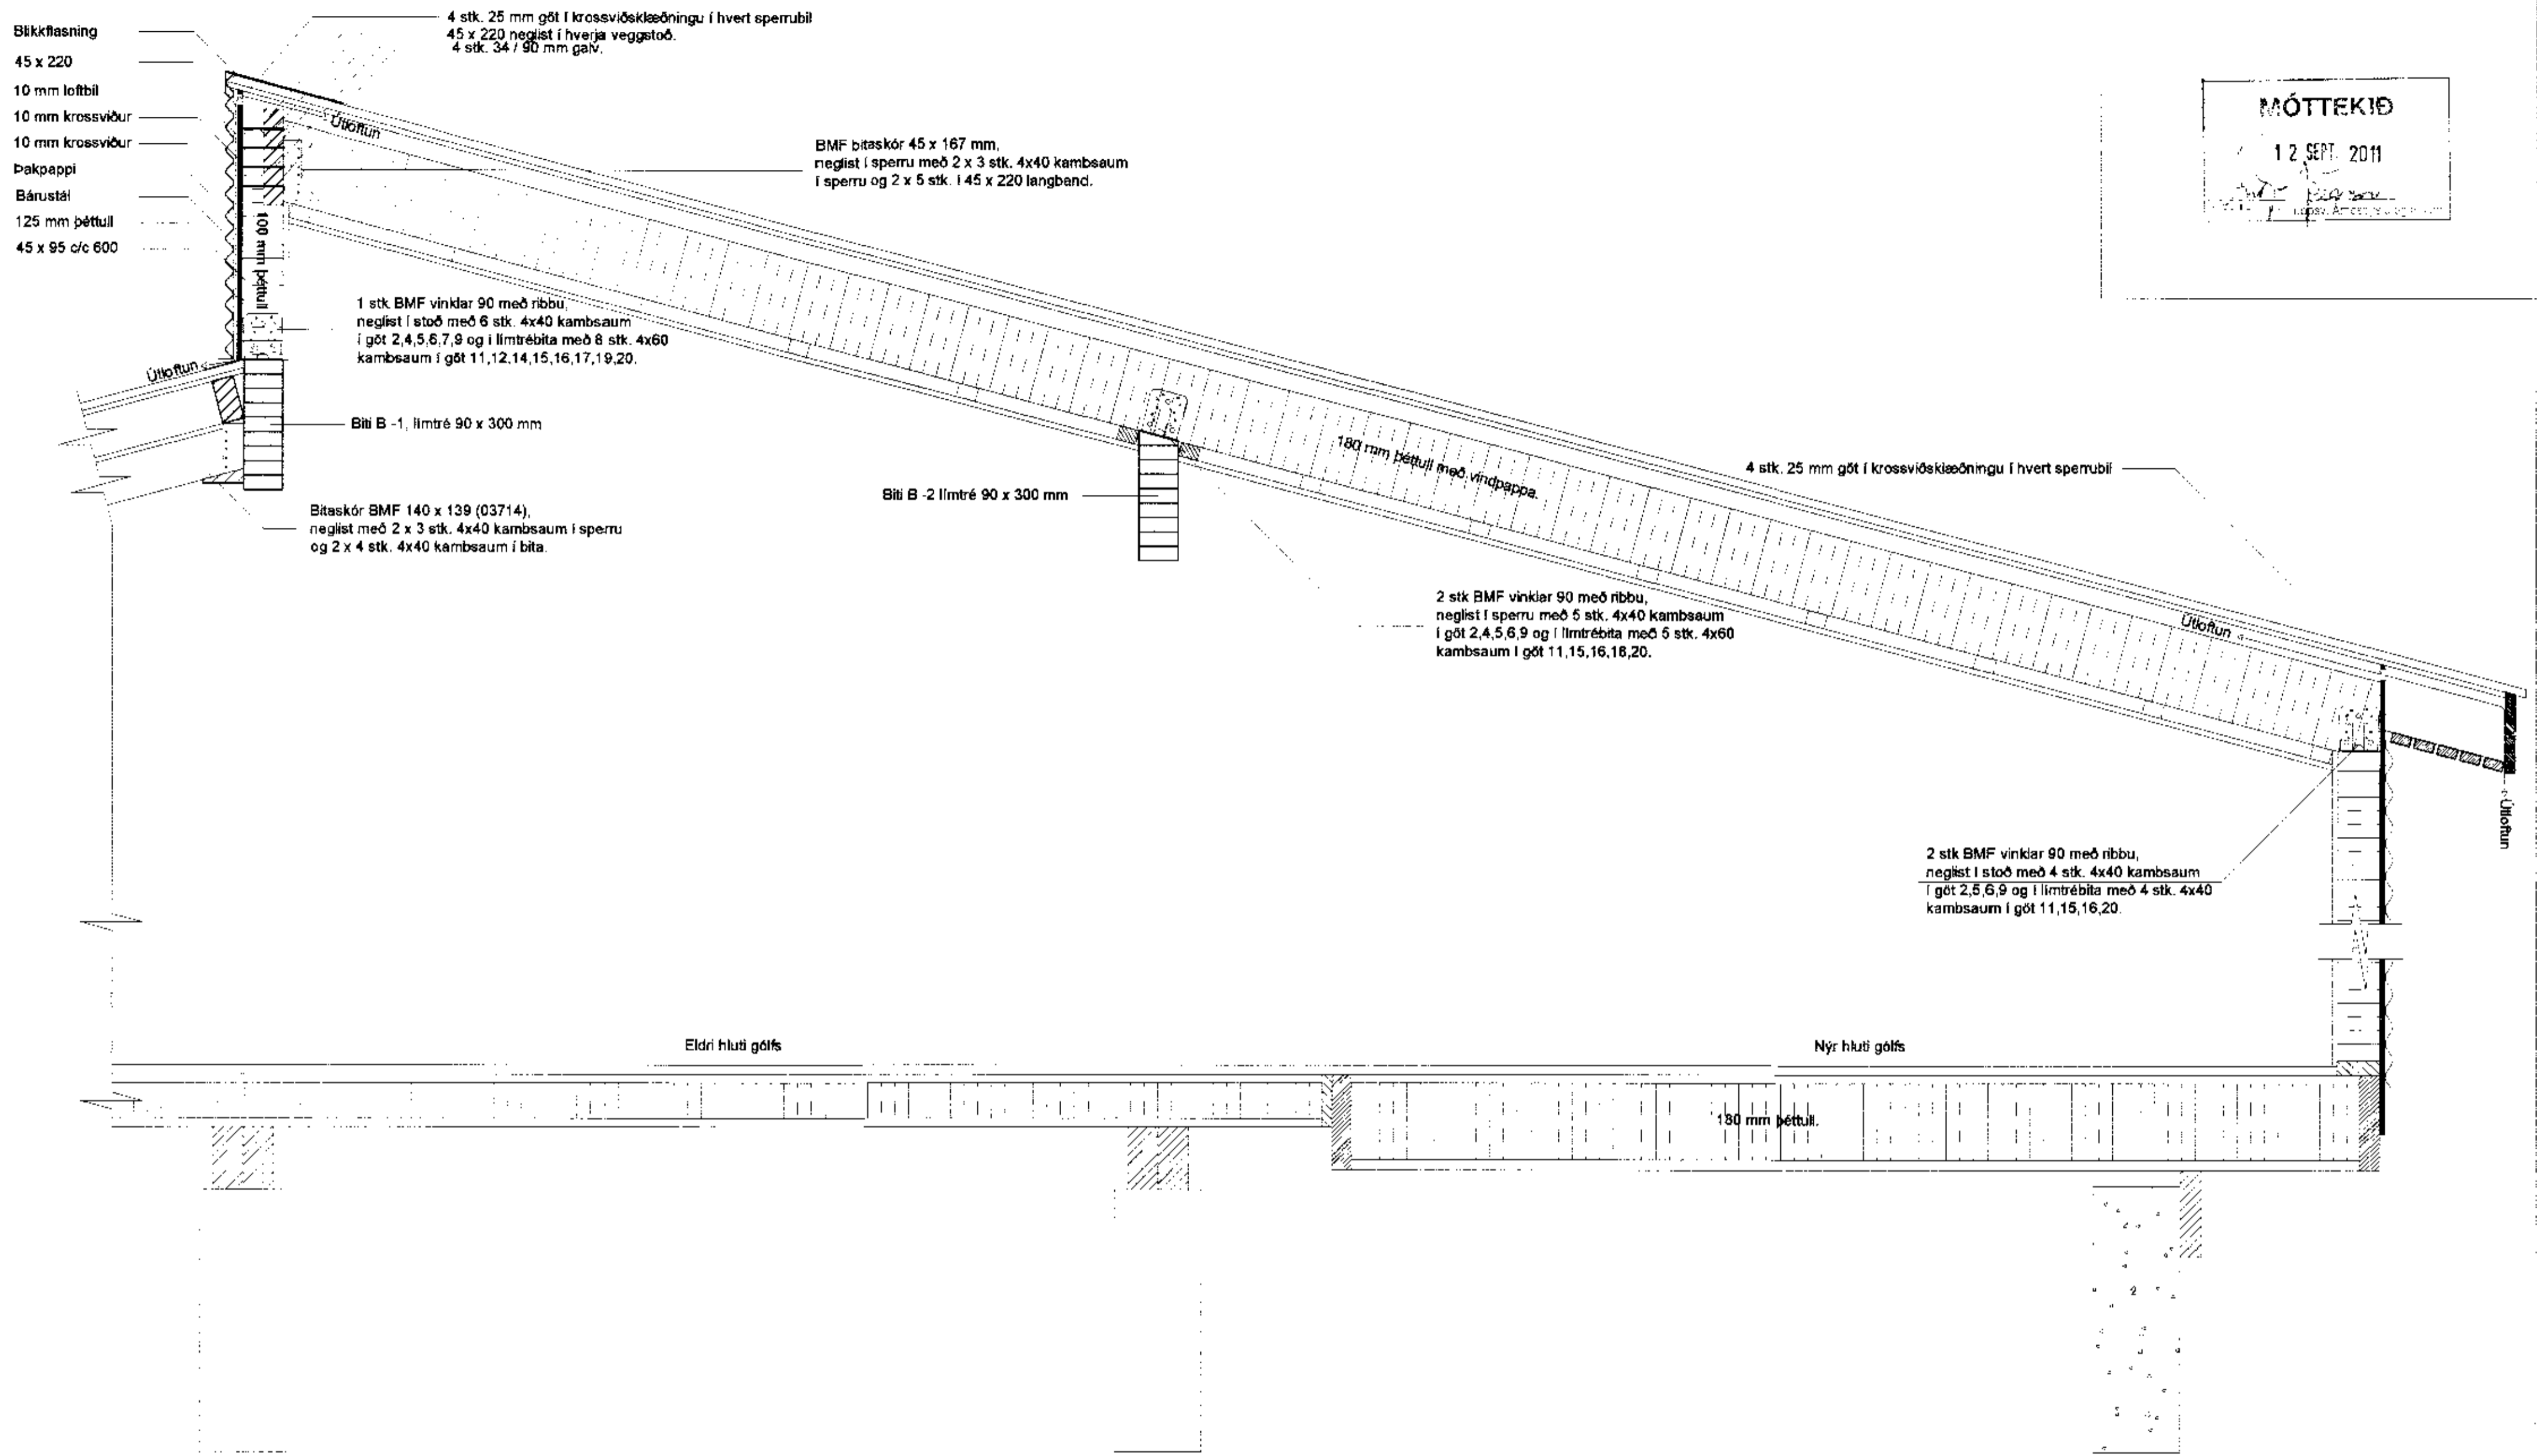 Blikkflasning
45 x 220
10 mm loftbil
10 mm krossviður
10 mm krossviður
Þakpappi
Bárustál
125 mm þéttull
45 x 95 c/c 600
4 stk. 25 mm göt í krossviðsklæðningu í hvert sperrubil
45 x 220 neglist í hverja veggstoð.
4 stk. 34 / 90 mm galv.
Útloftun
BMF bitaskór 45 x 167 mm,
neglist í sperru með 2 x 3 stk. 4x40 kambsaum
í sperru og 2 x 5 stk. í 45 x 220 langband.
MÓTTEKIÐ
12 SEPT. 2011
100 mm þéttull
1 stk BMF vinklar 90 með ribbu,
neglist í stoð með 6 stk. 4x40 kambsaum
í göt 2,4,5,6,7,9 og í límtrébita með 8 stk. 4x60
kambsaum í göt 11,12,14,15,16,17,19,20.
Útloftun
Biti B -1, límtré 90 x 300 mm
Bitaskór BMF 140 x 139 (03714),
neglist með 2 x 3 stk. 4x40 kambsaum í sperru
og 2 x 4 stk. 4x40 kambsaum í bita.
Biti B -2 límtré 90 x 300 mm
180 mm þéttull með vindpappa.
4 stk. 25 mm göt í krossviðsklæðningu í hvert sperrubil
2 stk BMF vinklar 90 með ribbu,
neglist í sperru með 5 stk. 4x40 kambsaum
í göt 2,4,5,6,9 og í límtrébita með 5 stk. 4x60
kambsaum í göt 11,15,16,18,20.
Útloftun
Útloftun
2 stk BMF vinklar 90 með ribbu,
neglist í stoð með 4 stk. 4x40 kambsaum
í göt 2,5,6,9 og í límtrébita með 4 stk. 4x40
kambsaum í göt 11,15,16,20.
Eldri hluti gólfs
Nýr hluti gólfs
180 mm þéttull.